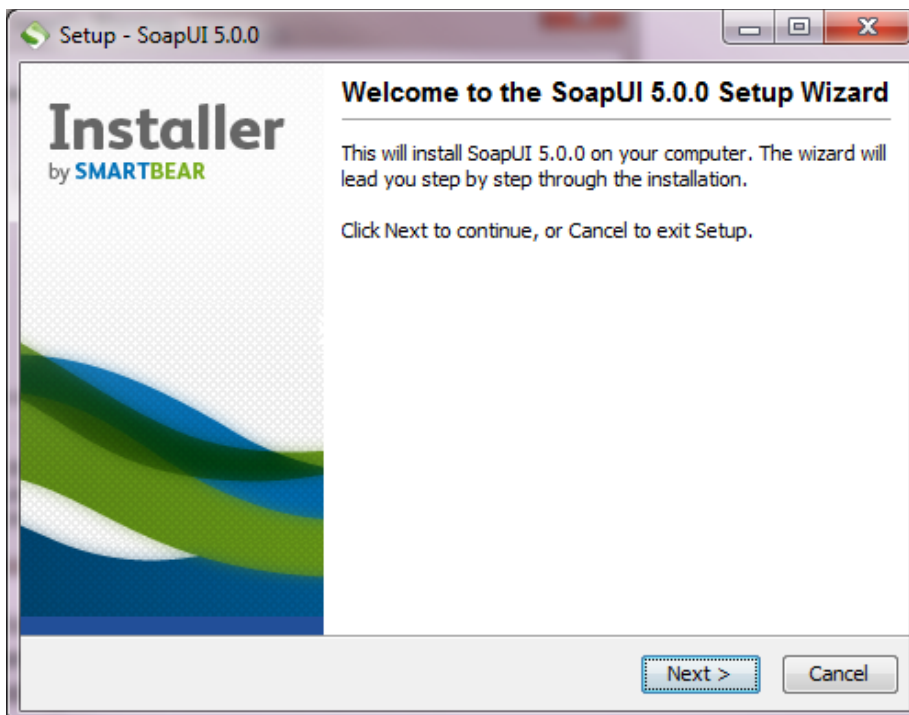 Setup - SoapUI 5.0.0
Installer
by SMARTBEAR
Welcome to the SoapUI 5.0.0 Setup Wizard
This will install SoapUI 5.0.0 on your computer. The wizard will
lead you step by step through the installation.
Click Next to continue, or Cancel to exit Setup.
Next >
Cancel